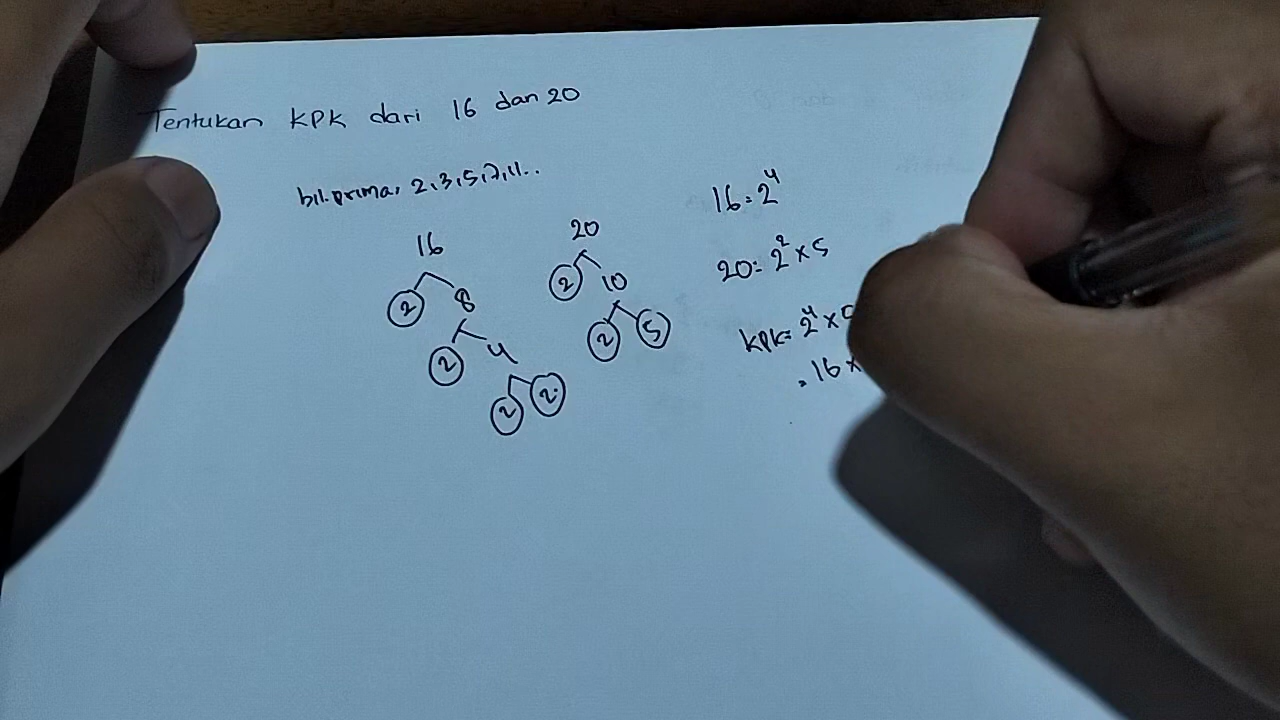 Tentukan KPK dari 16 dan 20
bil. prima, 2, 3, 5, 7, 11..
16
2 8
2 4
2 2
20
2 10
2 5
16 = 2⁴
20 = 2² x 5
KPK = 2⁴ x
= 16 x